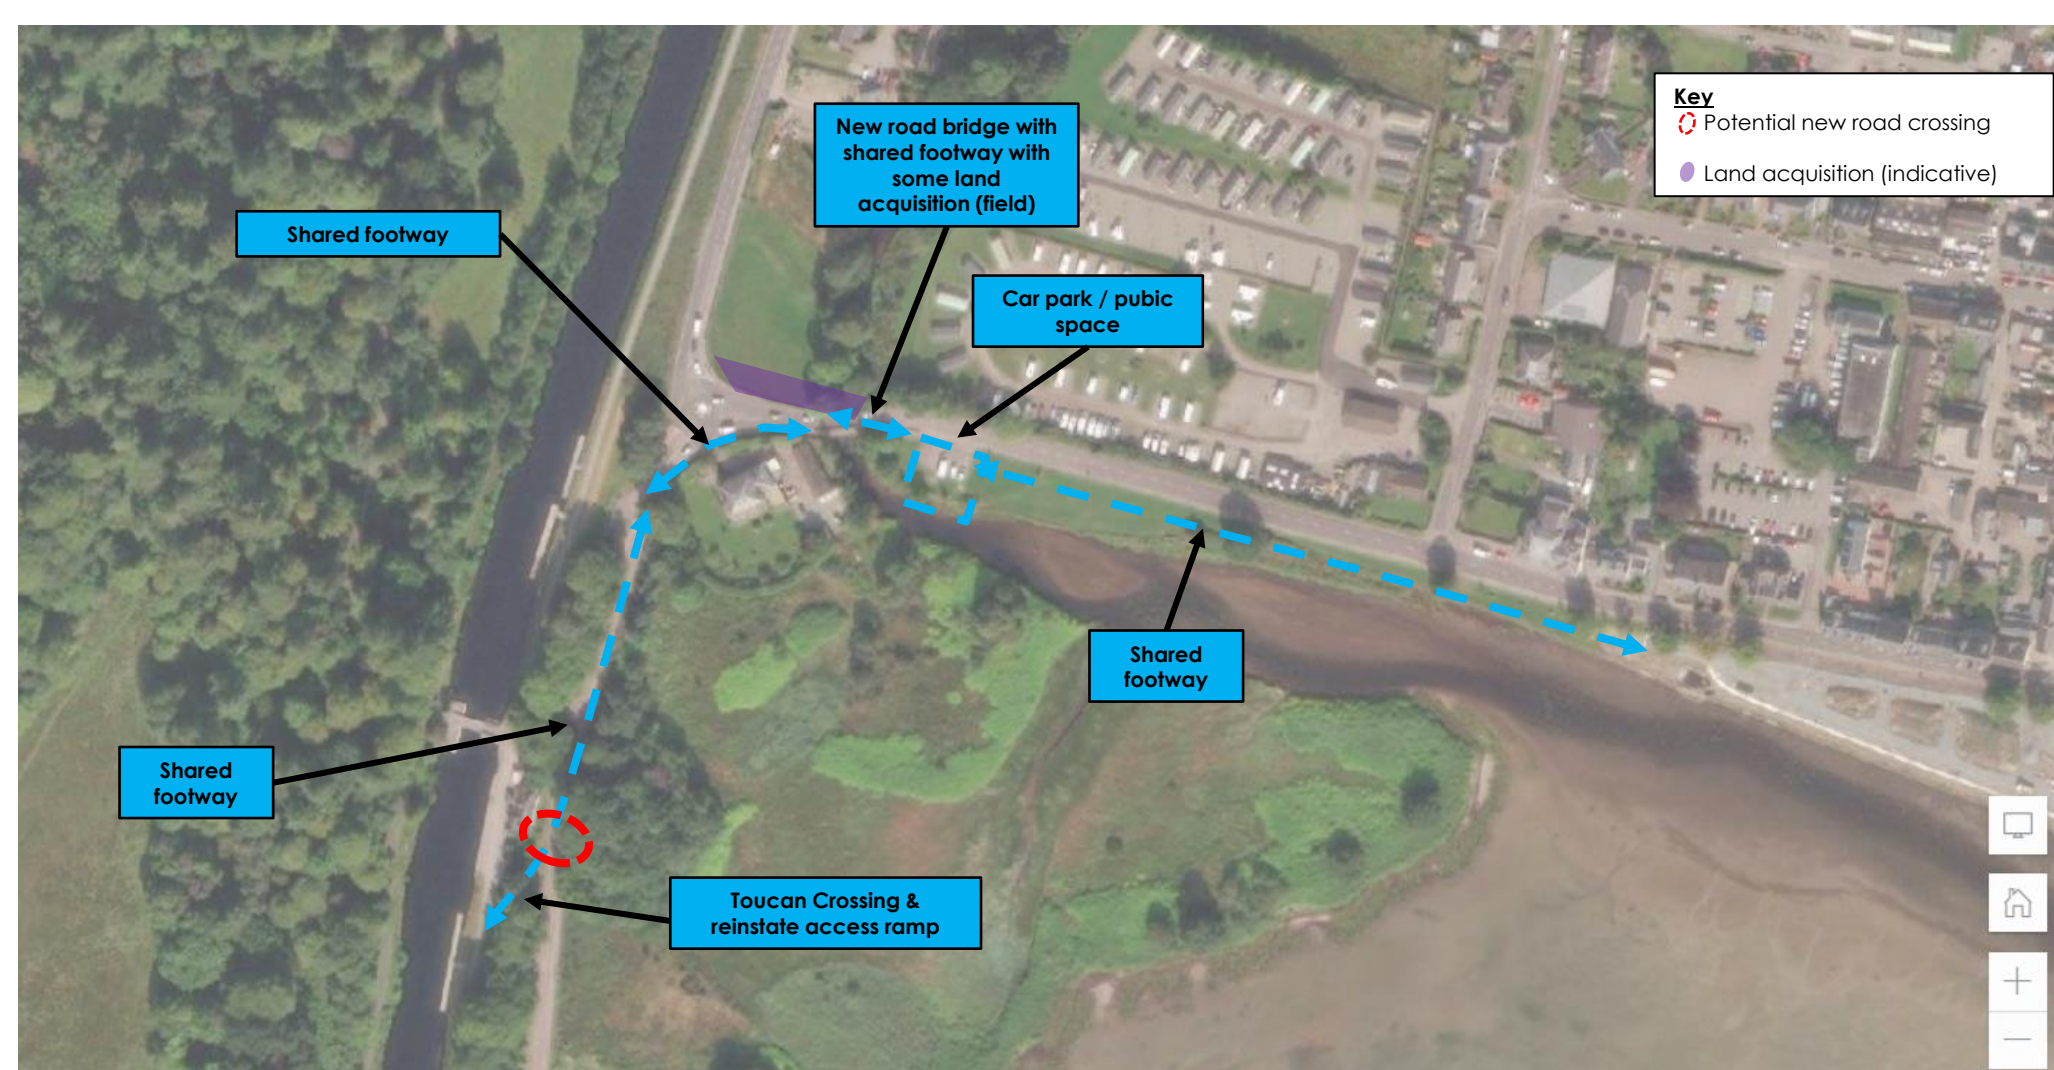 Key
Potential new road crossing
Land acquisition (indicative)
New road bridge with
shared footway with
some land
acquisition (field)
Shared footway
Car park / pubic
space
Shared
footway
Shared
footway
Toucan Crossing &
reinstate access ramp